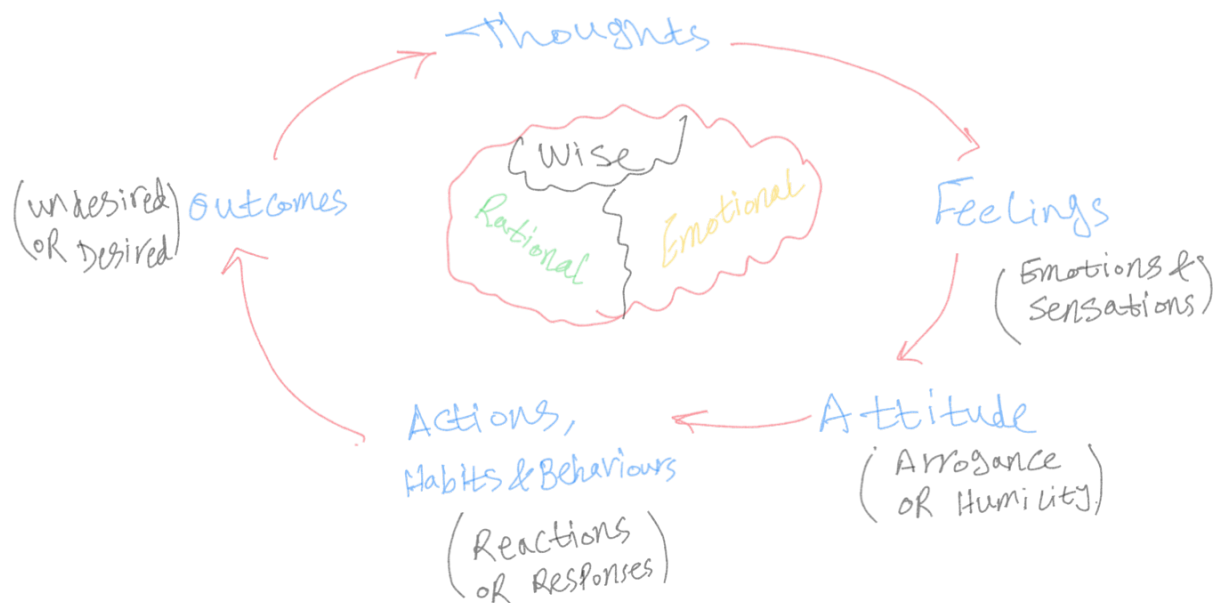 Thoughts
Feelings
(Emotions &
Sensations)
Attitude
(Arrogance
OR Humility)
Actions,
Habits & Behaviours
(Reactions
OR Responses)
(undesired
OR Desired)
outcomes
Wise
Rational
Emotional